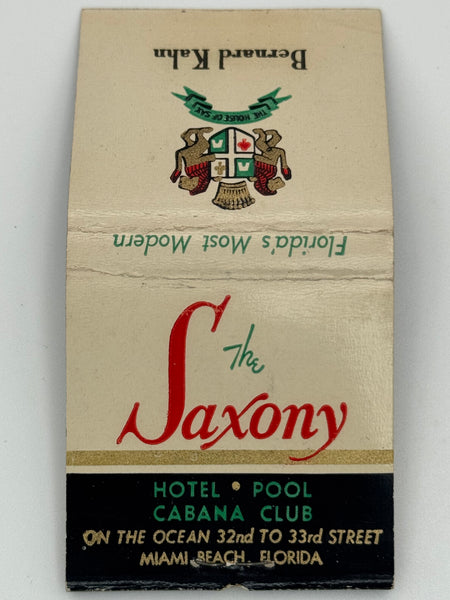 Bernard Kahn
THE HOUSE OF SAX
Florida's Most Modern
The
Saxony
HOTEL • POOL
CABANA CLUB
ON THE OCEAN 32nd TO 33rd STREET
MIAMI BEACH, FLORIDA